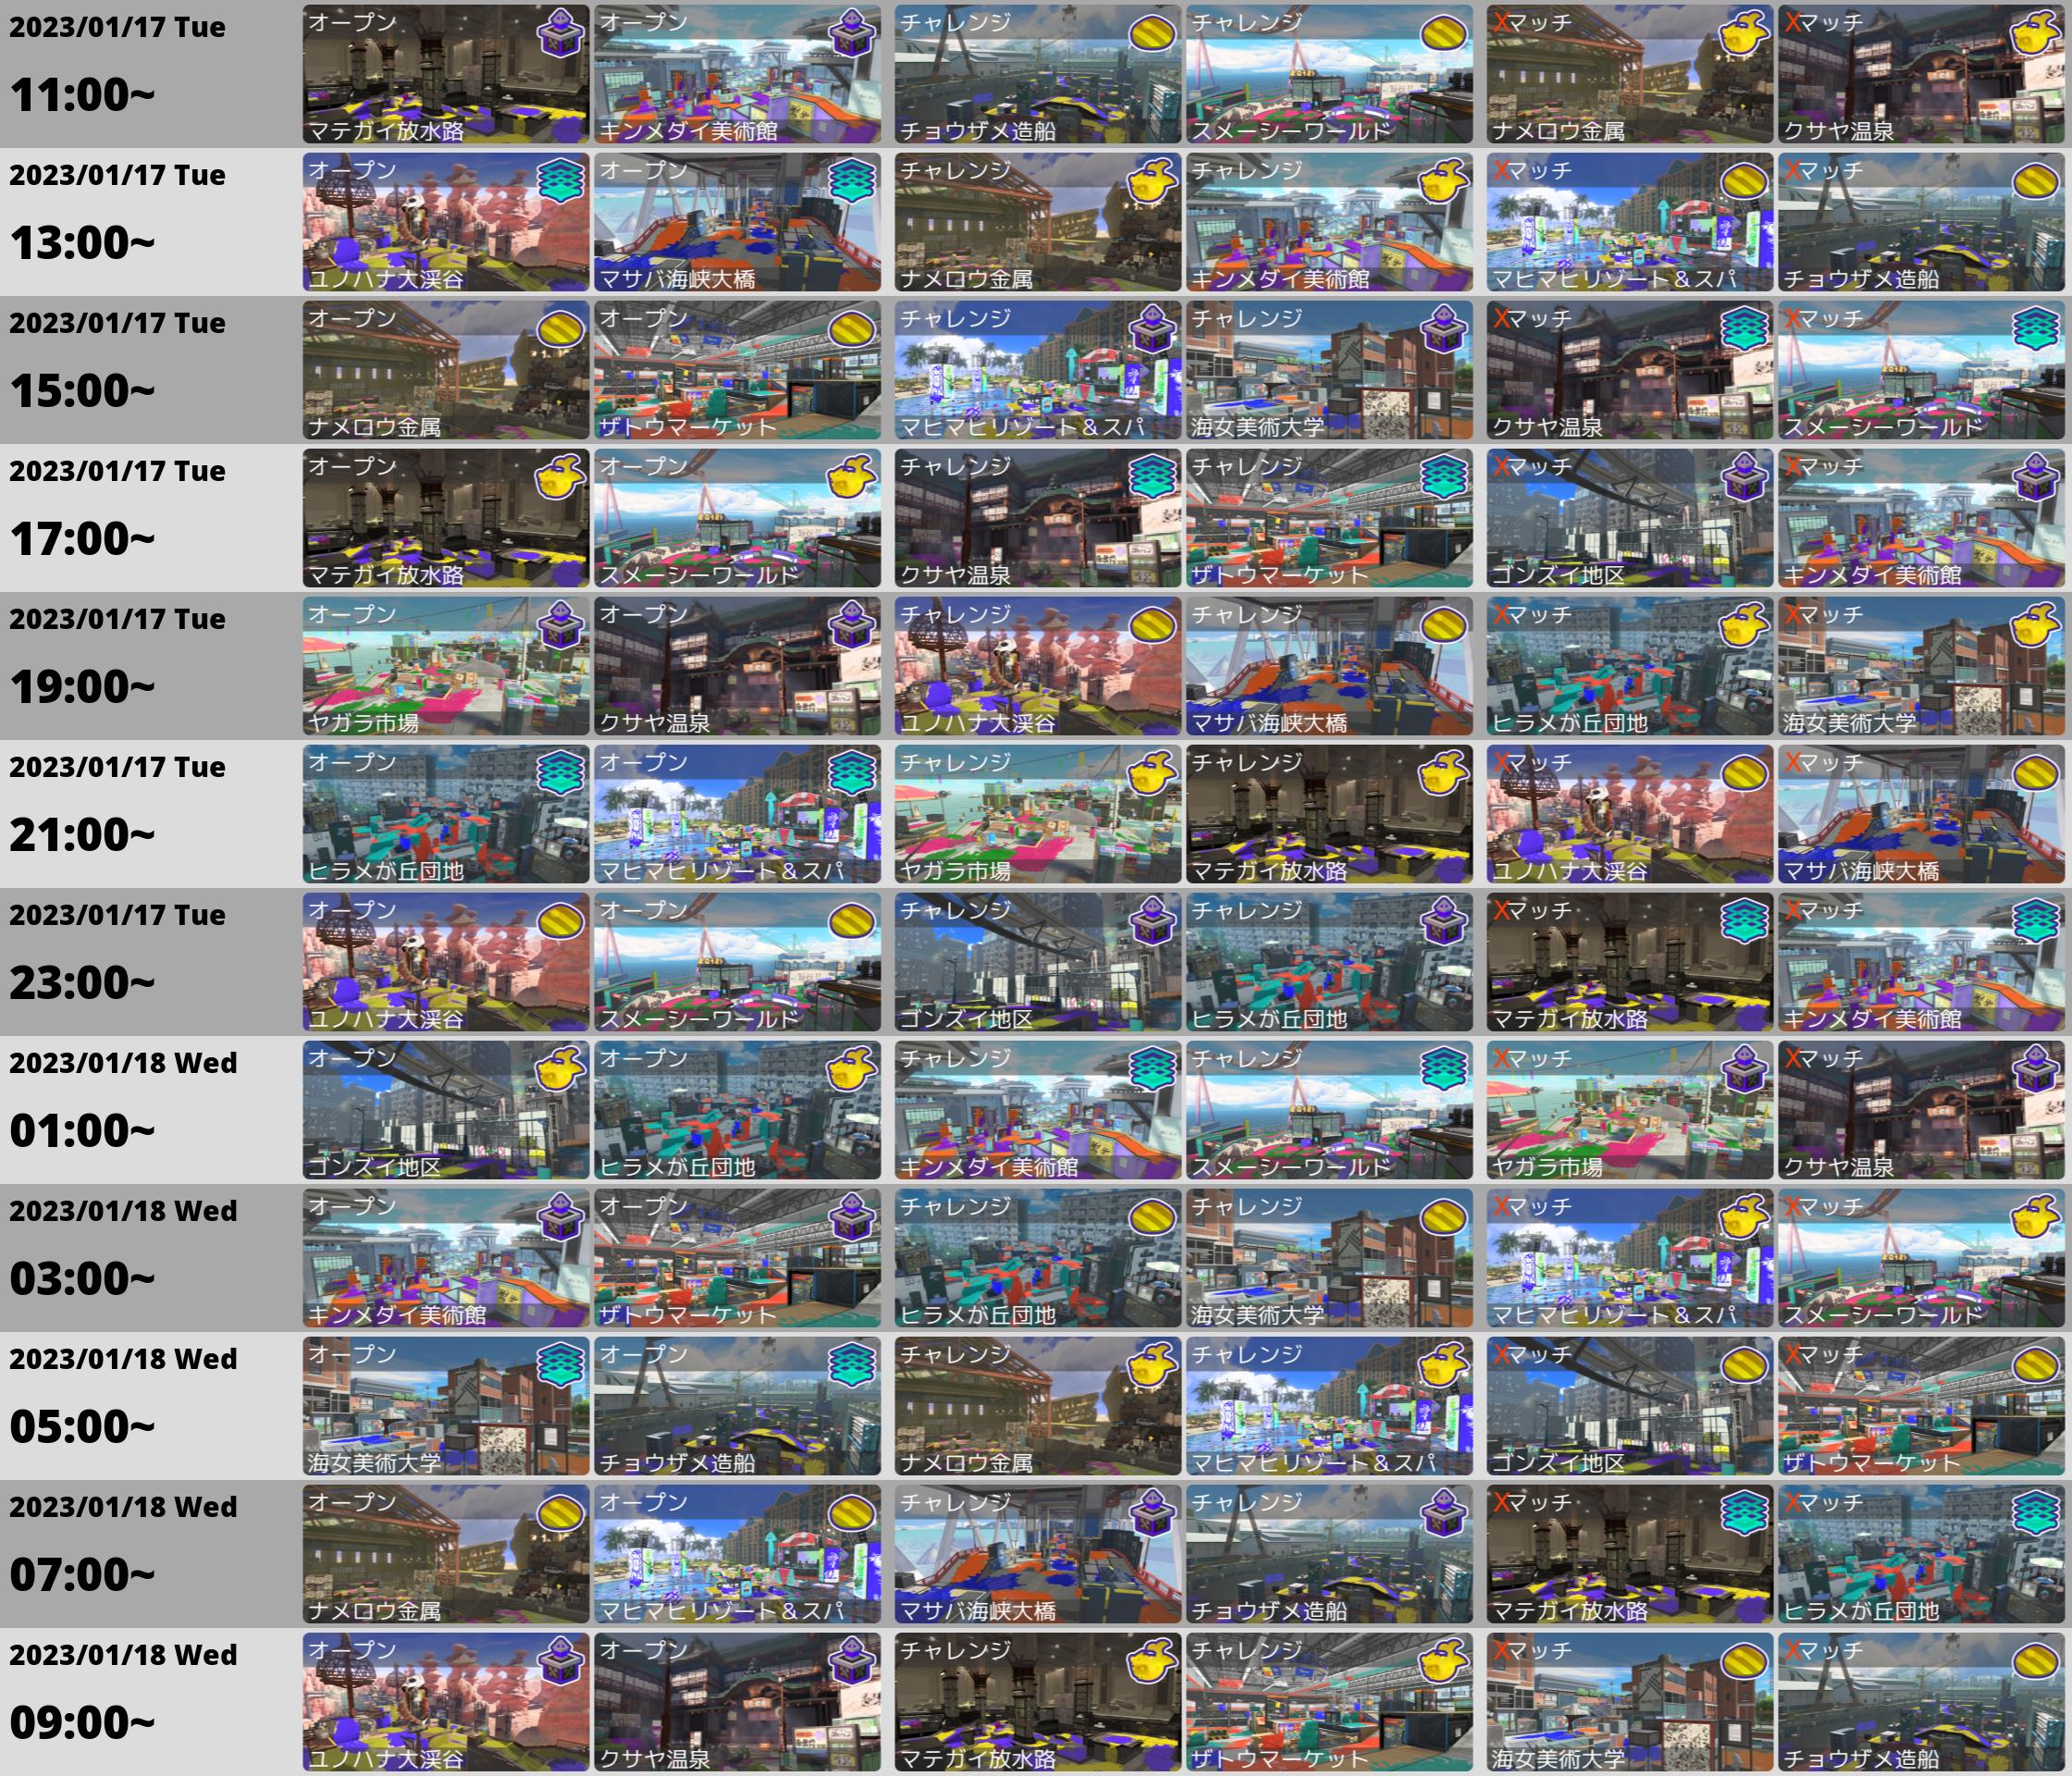 2023/01/17 Tue
11:00~
オープン オープン チャレンジ チャレンジ Xマッチ Xマッチ
マテガイ放水路 キンメダイ美術館 チョウザメ造船 スメーシーワールド ナメロウ金属 クサヤ温泉
2023/01/17 Tue
13:00~
オープン オープン チャレンジ チャレンジ Xマッチ Xマッチ
ユノハナ大渓谷 マサバ海峡大橋 ナメロウ金属 キンメダイ美術館 マヒマヒリゾート＆スパ チョウザメ造船
2023/01/17 Tue
15:00~
オープン オープン チャレンジ チャレンジ Xマッチ Xマッチ
ナメロウ金属 ザトウマーケット マヒマヒリゾート＆スパ 海女美術大学 クサヤ温泉 スメーシーワールド
2023/01/17 Tue
17:00~
オープン オープン チャレンジ チャレンジ Xマッチ Xマッチ
マテガイ放水路 スメーシーワールド クサヤ温泉 ザトウマーケット ゴンズイ地区 キンメダイ美術館
2023/01/17 Tue
19:00~
オープン オープン チャレンジ チャレンジ Xマッチ Xマッチ
ヤガラ市場 クサヤ温泉 ユノハナ大渓谷 マサバ海峡大橋 ヒラメが丘団地 海女美術大学
2023/01/17 Tue
21:00~
オープン オープン チャレンジ チャレンジ Xマッチ Xマッチ
ヒラメが丘団地 マヒマヒリゾート＆スパ ヤガラ市場 マテガイ放水路 ユノハナ大渓谷 マサバ海峡大橋
2023/01/17 Tue
23:00~
オープン オープン チャレンジ チャレンジ Xマッチ Xマッチ
ユノハナ大渓谷 スメーシーワールド ゴンズイ地区 ヒラメが丘団地 マテガイ放水路 キンメダイ美術館
2023/01/18 Wed
01:00~
オープン オープン チャレンジ チャレンジ Xマッチ Xマッチ
ゴンズイ地区 ヒラメが丘団地 キンメダイ美術館 スメーシーワールド ヤガラ市場 クサヤ温泉
2023/01/18 Wed
03:00~
オープン オープン チャレンジ チャレンジ Xマッチ Xマッチ
キンメダイ美術館 ザトウマーケット ヒラメが丘団地 海女美術大学 マヒマヒリゾート＆スパ スメーシーワールド
2023/01/18 Wed
05:00~
オープン オープン チャレンジ チャレンジ Xマッチ Xマッチ
海女美術大学 チョウザメ造船 ナメロウ金属 マヒマヒリゾート＆スパ ゴンズイ地区 ザトウマーケット
2023/01/18 Wed
07:00~
オープン オープン チャレンジ チャレンジ Xマッチ Xマッチ
ナメロウ金属 マヒマヒリゾート＆スパ マサバ海峡大橋 チョウザメ造船 マテガイ放水路 ヒラメが丘団地
2023/01/18 Wed
09:00~
オープン オープン チャレンジ チャレンジ Xマッチ Xマッチ
ユノハナ大渓谷 クサヤ温泉 マテガイ放水路 ザトウマーケット 海女美術大学 チョウザメ造船